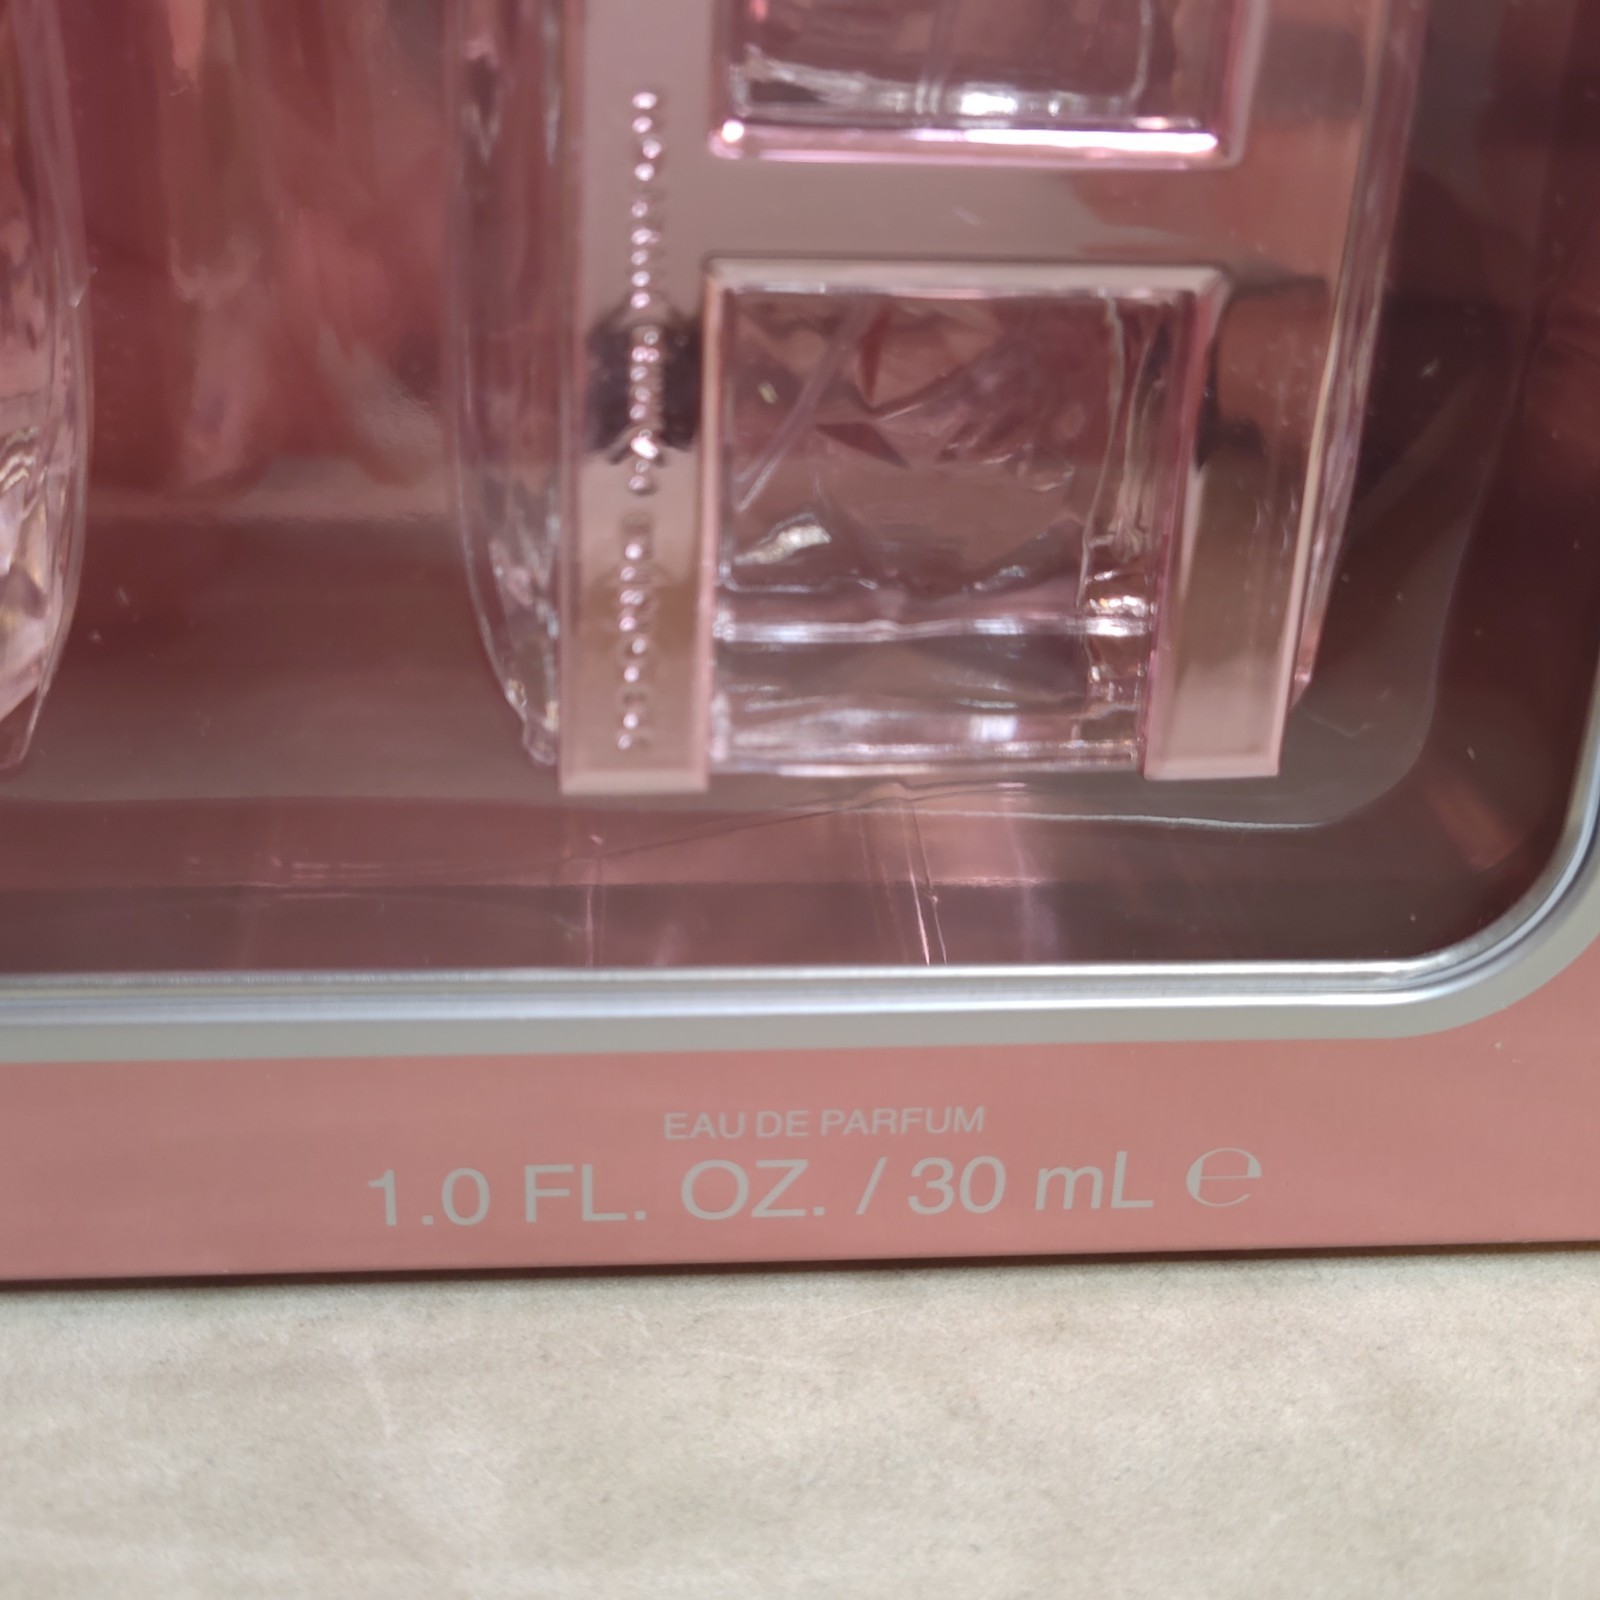 EAU DE PARFUM
1.0 FL. OZ. / 30 mL ℮